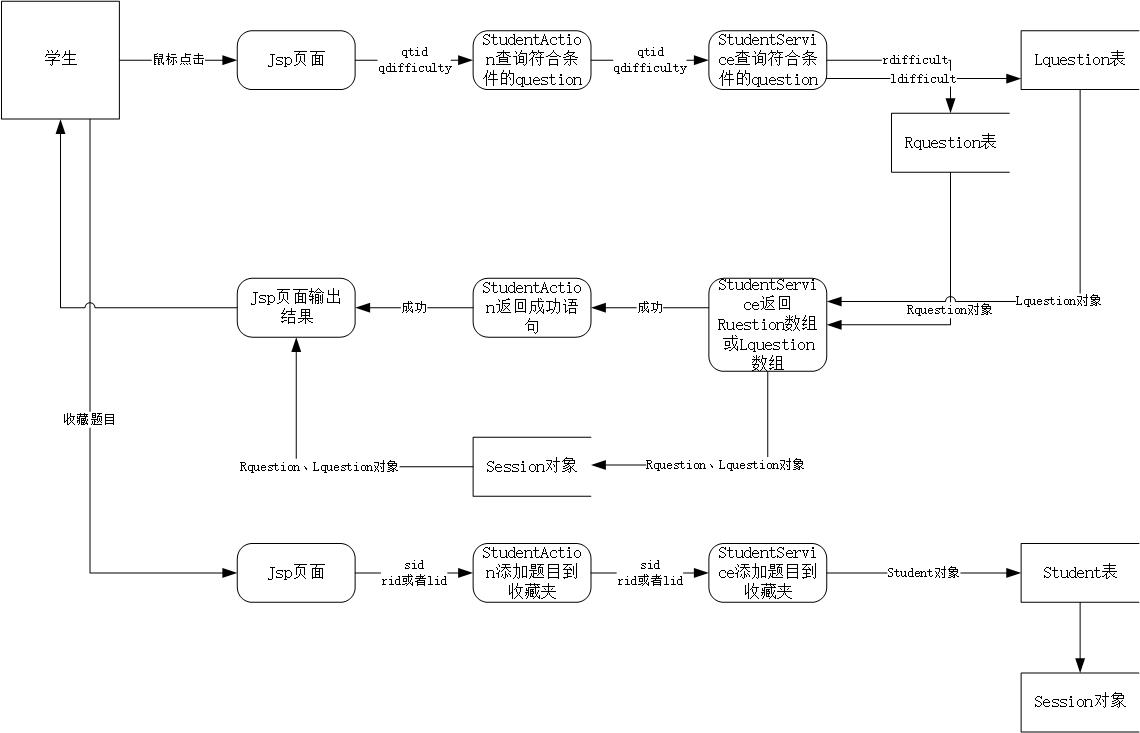 学生
鼠标点击
Jsp页面
qtid
qdifficulty
StudentActio
n查询符合条
件的question
qtid
qdifficulty
StudentServi
ce查询符合条
件的question
rdifficult
ldifficult
Lquestion表
Rquestion表
Jsp页面输出
结果
成功
StudentActio
n返回成功语
句
成功
StudentServi
ce返回
Ruestion数组
或Lquestion
数组
Lquestion对象
Rquestion对象
收藏题目
Rquestion、Lquestion对象
Session对象
Rquestion、Lquestion对象
Jsp页面
sid
rid或者lid
StudentActio
n添加题目到
收藏夹
sid
rid或者lid
StudentServi
ce添加题目到
收藏夹
Student对象
Student表
Session对象